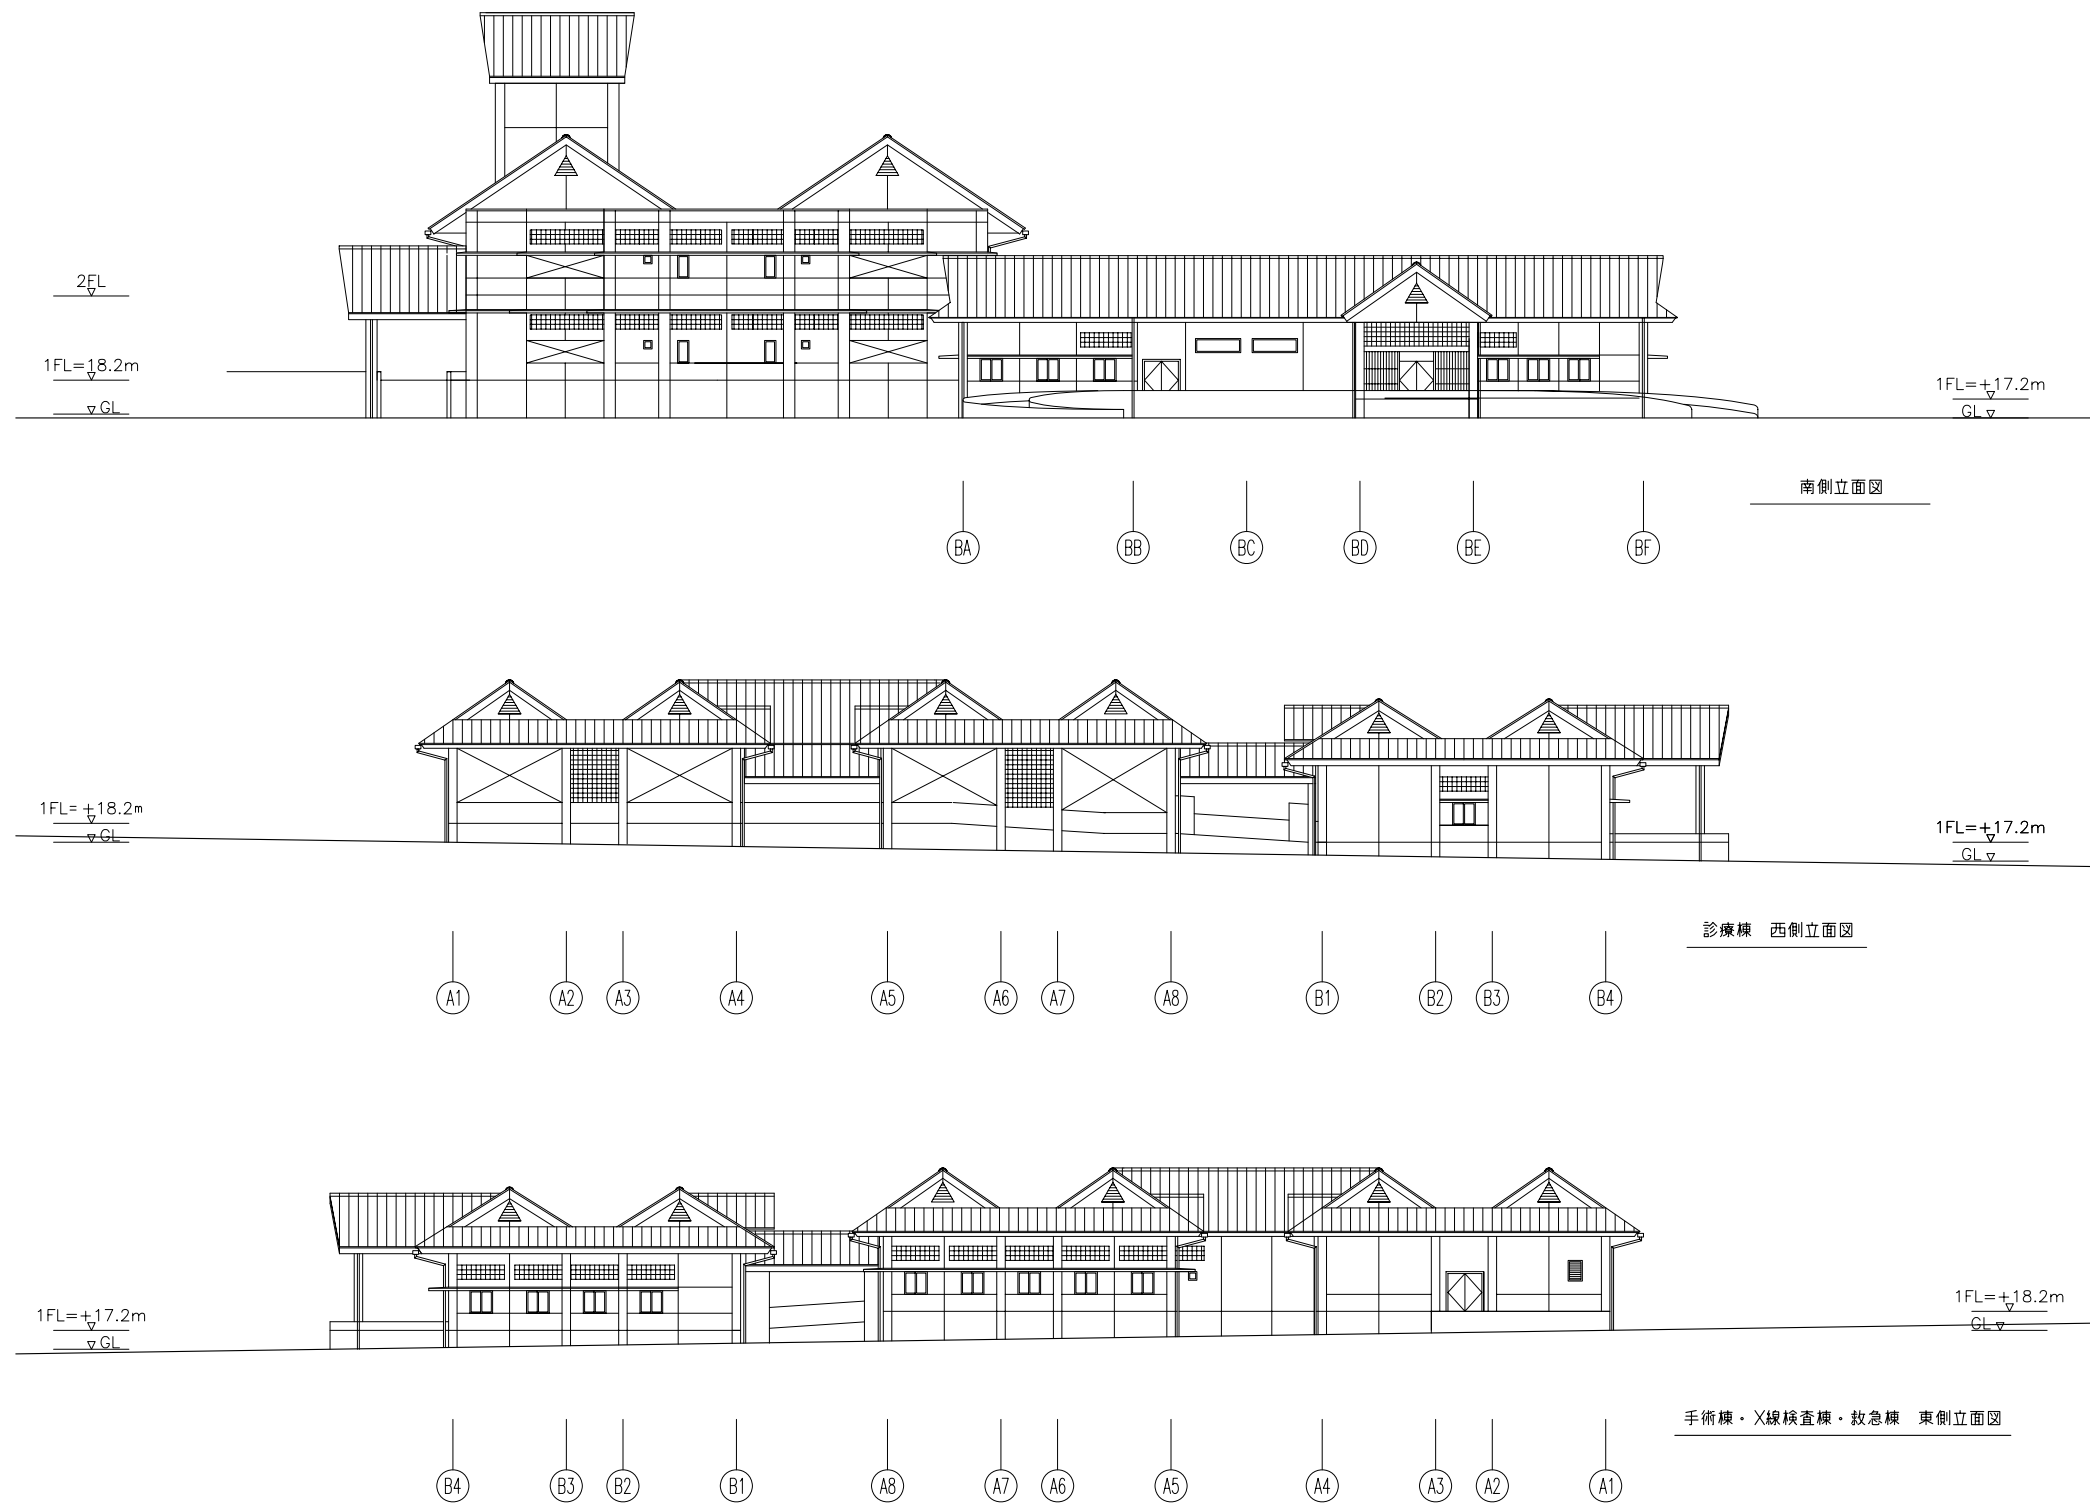 2FL
1FL=18.2m
GL
1FL=+17.2m
GL
南側立面図
BA BB BC BD BE BF
1FL=+18.2m
GL
1FL=+17.2m
GL
診療棟 西側立面図
A1 A2 A3 A4 A5 A6 A7 A8 B1 B2 B3 B4
1FL=+17.2m
GL
1FL=+18.2m
GL
手術棟・X線検査棟・救急棟 東側立面図
B4 B3 B2 B1 A8 A7 A6 A5 A4 A3 A2 A1